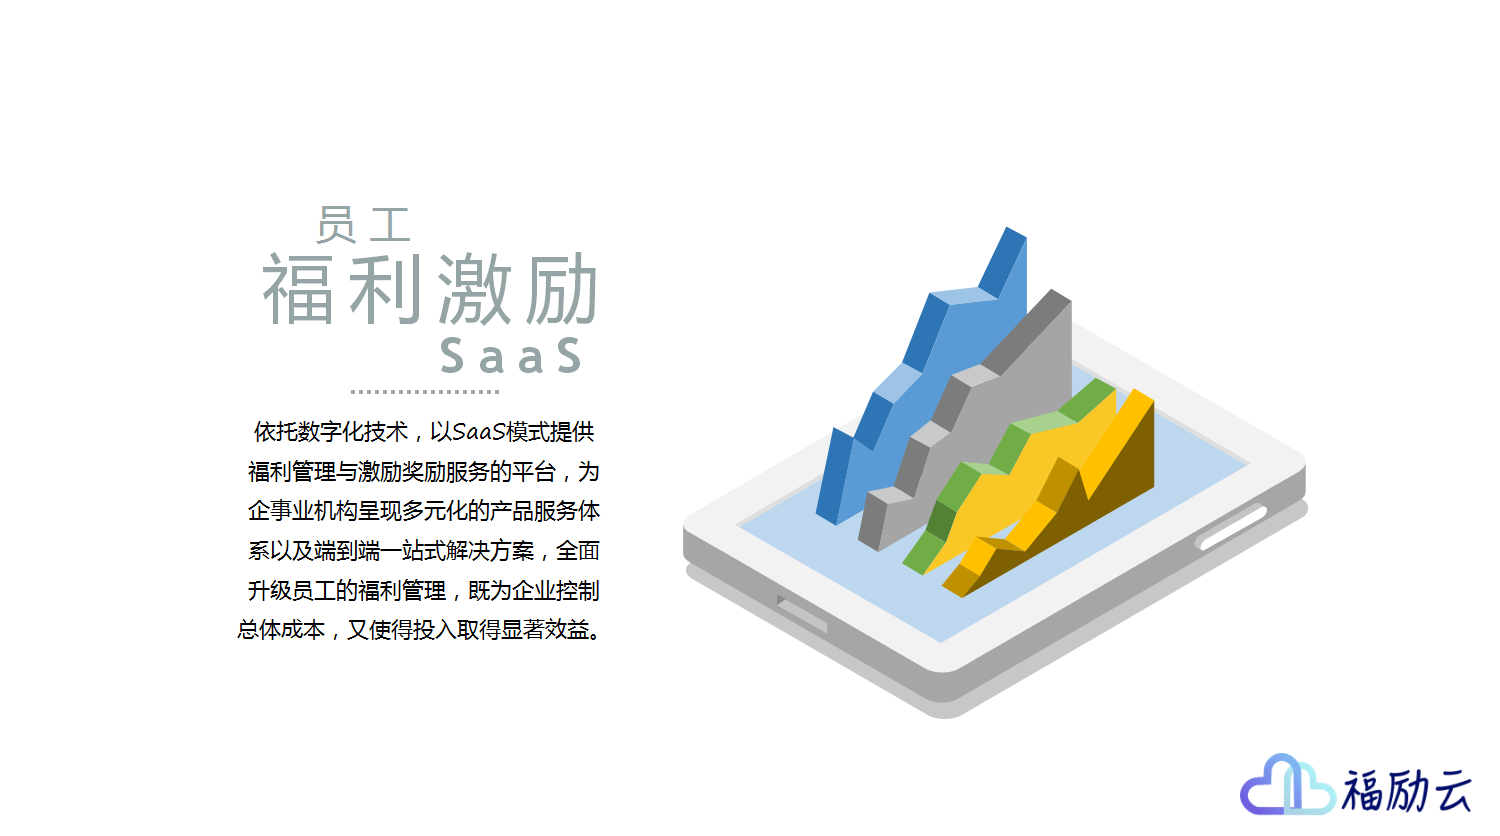 员工
福利激励
SaaS
依托数字化技术，以SaaS模式提供
福利管理与激励奖励服务的平台，为
企事业机构呈现多元化的产品服务体
系以及端到端一站式解决方案，全面
升级员工的福利管理，既为企业控制
总体成本，又使得投入取得显著效益。
福励云